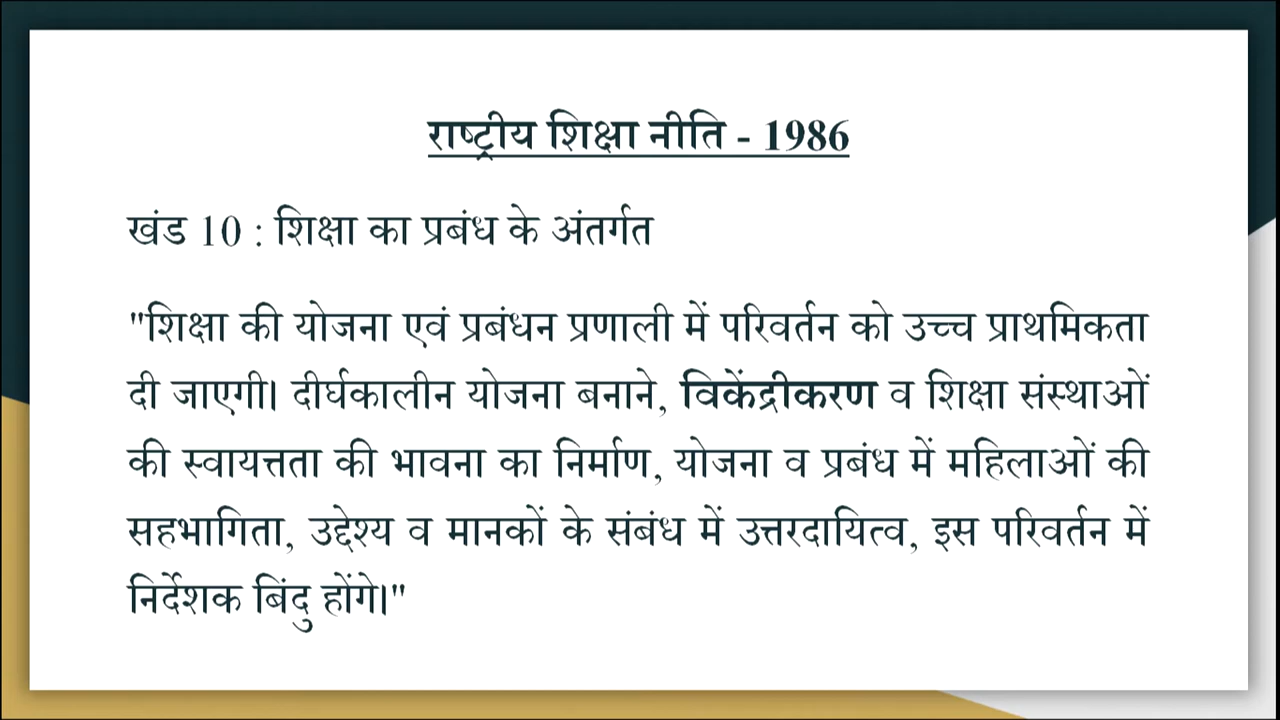 राष्ट्रीय शिक्षा नीति - 1986
खंड 10 : शिक्षा का प्रबंध के अंतर्गत
"शिक्षा की योजना एवं प्रबंधन प्रणाली में परिवर्तन को उच्च प्राथमिकता
दी जाएगी। दीर्घकालीन योजना बनाने, विकेंद्रीकरण व शिक्षा संस्थाओं
की स्वायत्तता की भावना का निर्माण, योजना व प्रबंध में महिलाओं की
सहभागिता, उद्देश्य व मानकों के संबंध में उत्तरदायित्व, इस परिवर्तन में
निर्देशक बिंदु होंगे।"